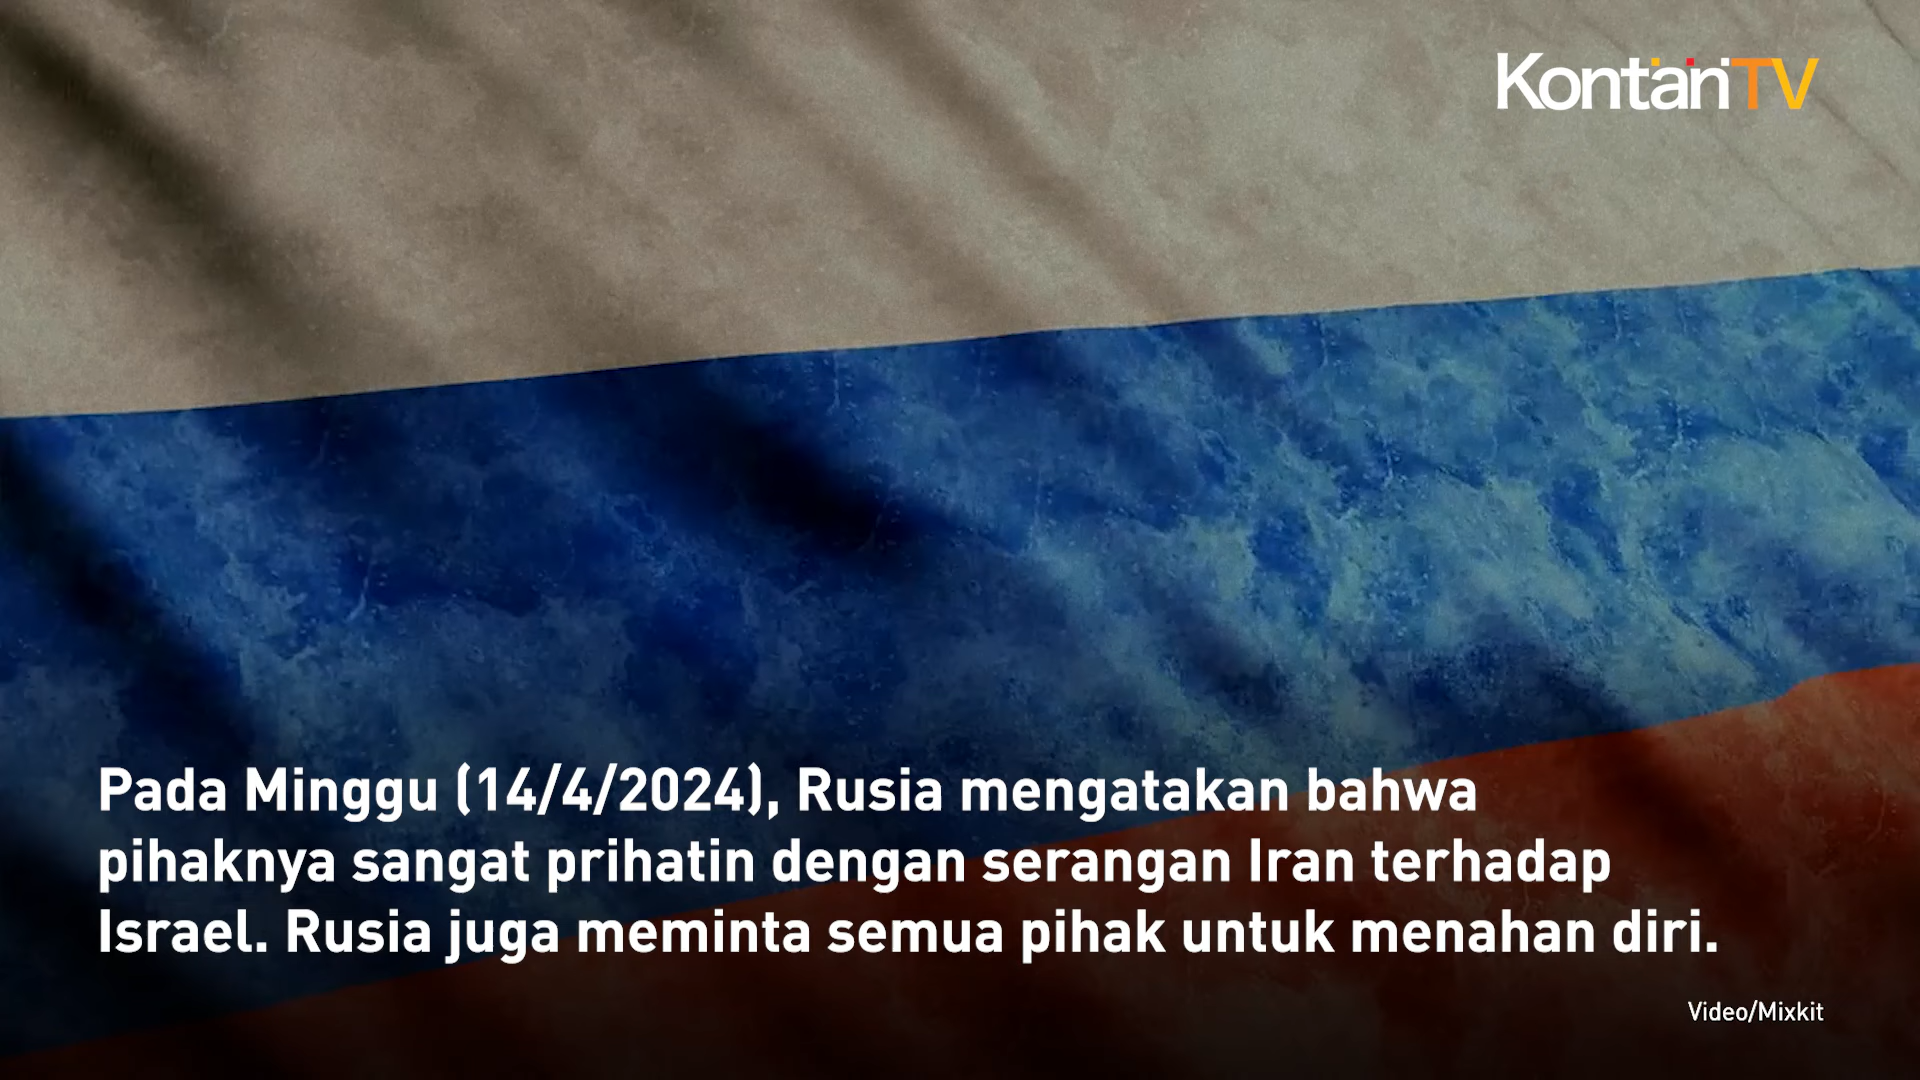 KontanTV
Pada Minggu (14/4/2024), Rusia mengatakan bahwa
pihaknya sangat prihatin dengan serangan Iran terhadap
Israel. Rusia juga meminta semua pihak untuk menahan diri.
Video/Mixkit